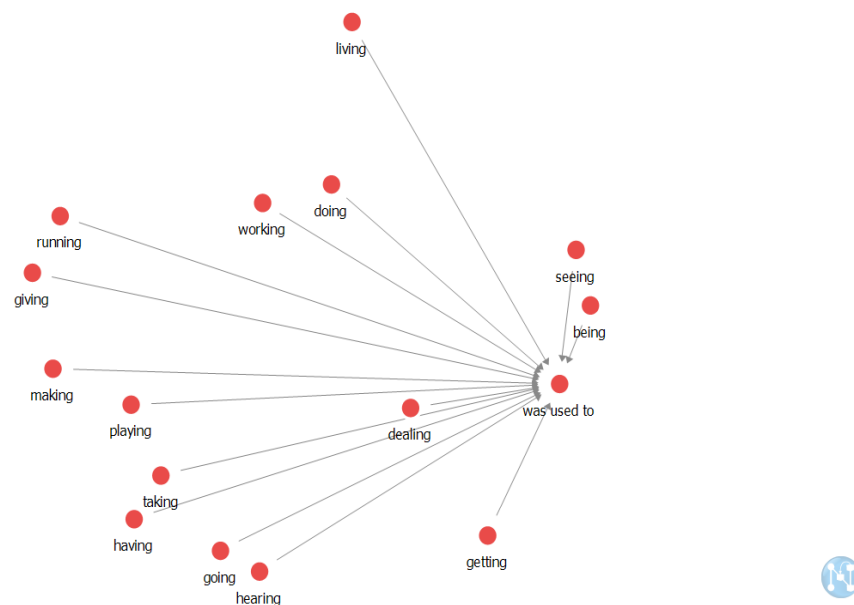 living
doing
working
running
seeing
giving
being
making
was used to
playing
dealing
taking
having
getting
going
hearing